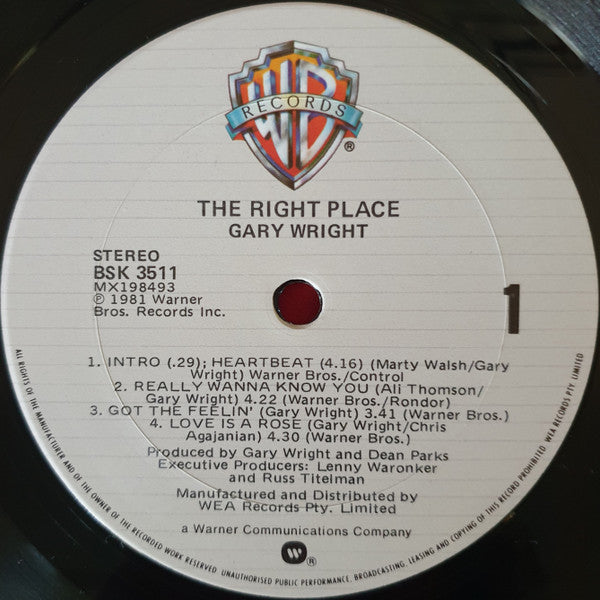 WB
RECORDS
®
THE RIGHT PLACE
GARY WRIGHT
STEREO
BSK 3511
MX198493
℗ 1981 Warner
Bros. Records Inc.
1
1. INTRO (.29); HEARTBEAT (4.16) (Marty Walsh/Gary
Wright) Warner Bros./Control
2. REALLY WANNA KNOW YOU (Ali Thomson/
Gary Wright) 4.22 (Warner Bros./Rondor)
3. GOT THE FEELIN' (Gary Wright) 3.41 (Warner Bros.)
4. LOVE IS A ROSE (Gary Wright/Chris
Agajanian) 4.30 (Warner Bros.)
Produced by Gary Wright and Dean Parks
Executive Producers: Lenny Waronker
and Russ Titelman
Manufactured and Distributed by
WEA Records Pty. Limited
a Warner Communications Company
®
ALL RIGHTS OF THE MANUFACTURER AND OF THE OWNER OF THE RECORDED WORK RESERVED. UNAUTHORISED PUBLIC PERFORMANCE, BROADCASTING, LEASING AND COPYING OF THIS RECORD PROHIBITED. WEA RECORDS PTY LIMITED